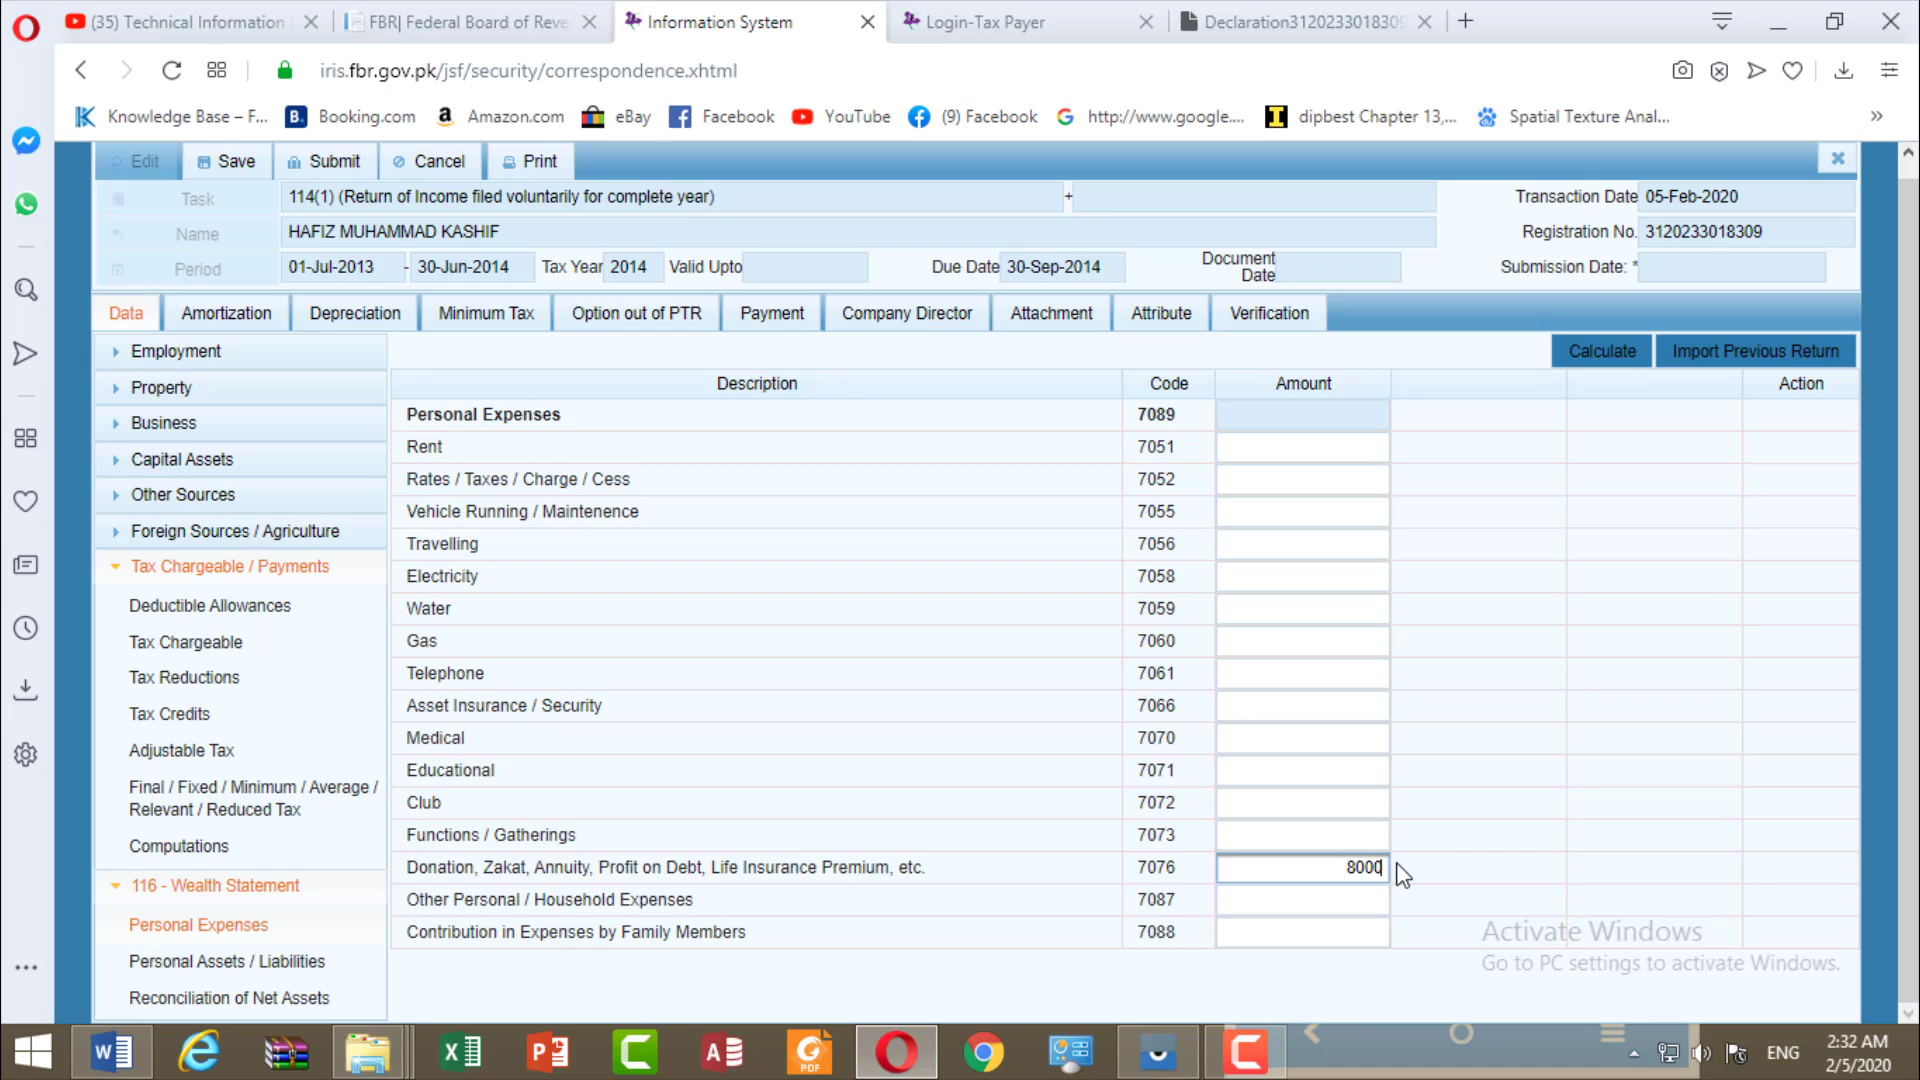 (35) Technical Information
FBR| Federal Board of Reve
Information System
Login-Tax Payer
Declaration3120233018309
iris.fbr.gov.pk/jsf/security/correspondence.xhtml
Knowledge Base – F...
Booking.com
Amazon.com
eBay
Facebook
YouTube
(9) Facebook
http://www.google....
dipbest Chapter 13,...
Spatial Texture Anal...
Edit
Save
Submit
Cancel
Print
Task
114(1) (Return of Income filed voluntarily for complete year)
+
Transaction Date 05-Feb-2020
Name
HAFIZ MUHAMMAD KASHIF
Registration No. 3120233018309
Period
01-Jul-2013 - 30-Jun-2014
Tax Year 2014
Valid Upto
Due Date 30-Sep-2014
Document Date
Submission Date: *
Data
Amortization
Depreciation
Minimum Tax
Option out of PTR
Payment
Company Director
Attachment
Attribute
Verification
Employment
Property
Business
Capital Assets
Other Sources
Foreign Sources / Agriculture
Tax Chargeable / Payments
Deductible Allowances
Tax Chargeable
Tax Reductions
Tax Credits
Adjustable Tax
Final / Fixed / Minimum / Average /
Relevant / Reduced Tax
Computations
116 - Wealth Statement
Personal Expenses
Personal Assets / Liabilities
Reconciliation of Net Assets
Calculate
Import Previous Return
Description Code Amount Action
Personal Expenses 7089
Rent 7051
Rates / Taxes / Charge / Cess 7052
Vehicle Running / Maintenence 7055
Travelling 7056
Electricity 7058
Water 7059
Gas 7060
Telephone 7061
Asset Insurance / Security 7066
Medical 7070
Educational 7071
Club 7072
Functions / Gatherings 7073
Donation, Zakat, Annuity, Profit on Debt, Life Insurance Premium, etc. 7076 8000
Other Personal / Household Expenses 7087
Contribution in Expenses by Family Members 7088
Activate Windows
Go to PC settings to activate Windows.
ENG
2:32 AM
2/5/2020